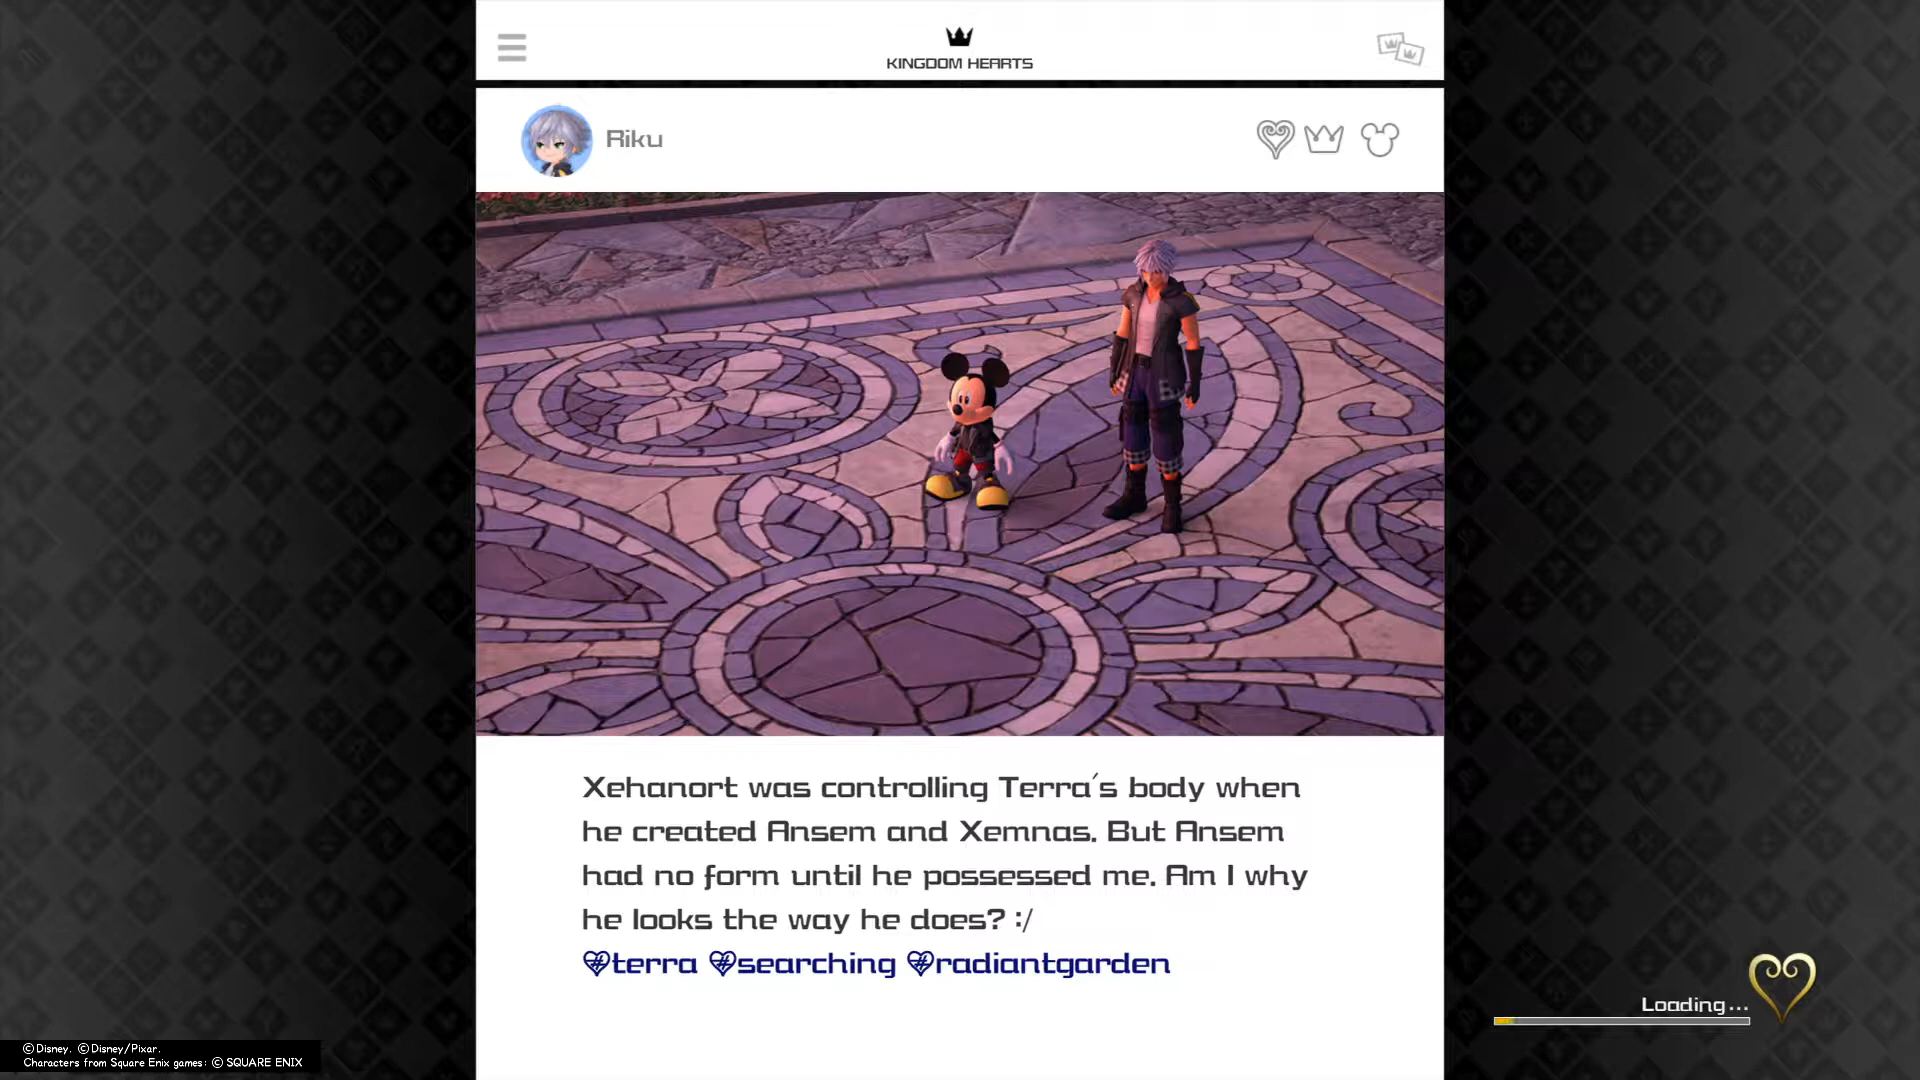 KINGDOM HEARTS
Riku
Xehanort was controlling Terra's body when
he created Ansem and Xemnas. But Ansem
had no form until he possessed me. Am I why
he looks the way he does? :/
#terra #searching #radiantgarden
Loading...
©Disney. ©Disney/Pixar.
Characters from Square Enix games: © SQUARE ENIX